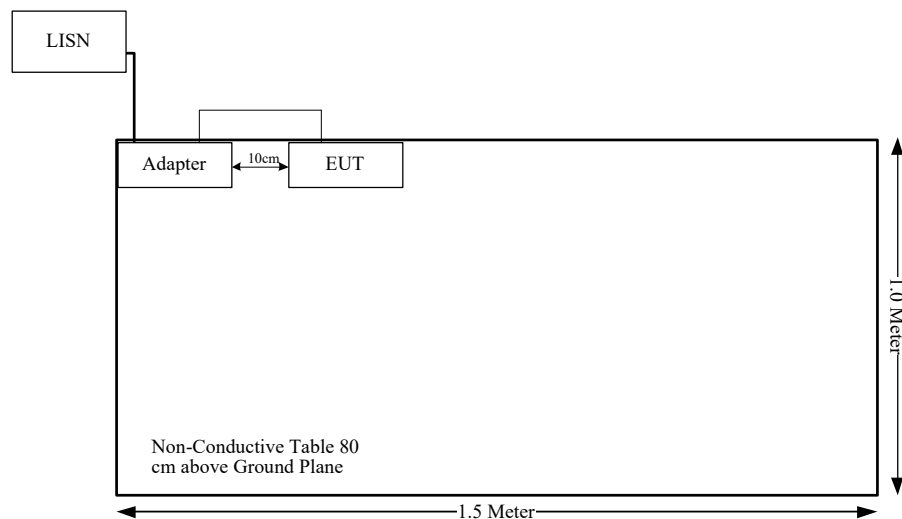 LISN
Adapter
10cm
EUT
1.0 Meter
Non-Conductive Table 80
cm above Ground Plane
1.5 Meter